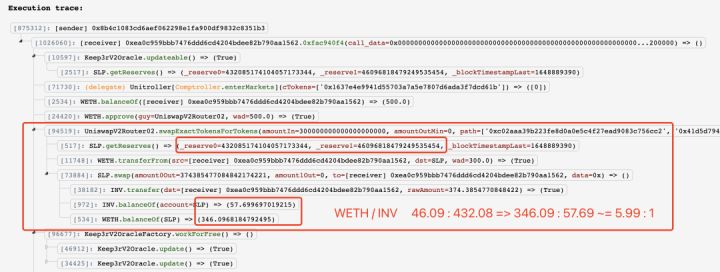 Execution trace:
[875312]: [sender] 0x8b4c1083cd6aef062298e1fa900df9832c8351b3
[1026060]: [receiver] 0xea0c959bbb7476ddd6cd4204bdee82b790aa1562.0xfac940f4(call_data=0x0000000000000000000000000000000000000000000000000000000000...200000) => ()
[10597]: Keep3rV2Oracle.updateable() => (True)
[2517]: SLP.getReserves() => (_reserve0=432085174104057173344, _reserve1=46096818479249535454, _blockTimestampLast=1648889390)
[71730]: (delegate) Unitroller[Comptroller.enterMarkets](cTokens=['0x1637e4e9941d55703a7a5e7807d6ada3f7dcd61b']) => ([0])
[2534]: WETH.balanceOf([receiver] 0xea0c959bbb7476ddd6cd4204bdee82b790aa1562) => (500.0)
[24420]: WETH.approve(guy=UniswapV2Router02, wad=500.0) => (True)
[94519]: UniswapV2Router02.swapExactTokensForTokens(amountIn=300000000000000000000, amountOutMin=0, path=['0xc02aaa39b223fe8d0a0e5c4f27ead9083c756cc2', '0x41d5d794
[517]: SLP.getReserves() => (_reserve0=432085174104057173344, _reserve1=46096818479249535454, _blockTimestampLast=1648889390)
[11748]: WETH.transferFrom(src=[receiver] 0xea0c959bbb7476ddd6cd4204bdee82b790aa1562, dst=SLP, wad=300.0) => (True)
[73884]: SLP.swap(amount0Out=374385477084842174221, amount1Out=0, to=[receiver] 0xea0c959bbb7476ddd6cd4204bdee82b790aa1562, data=0x) => ()
[38182]: INV.transfer(dst=[receiver] 0xea0c959bbb7476ddd6cd4204bdee82b790aa1562, rawAmount=374.3854770848422) => (True)
[972]: INV.balanceOf(account=SLP) => (57.699697019215)
[534]: WETH.balanceOf(SLP) => (346.0968184792495)
WETH / INV 46.09 : 432.08 => 346.09 : 57.69 ~= 5.99 : 1
[96677]: Keep3rV2OracleFactory.workForFree() => ()
[46912]: Keep3rV2Oracle.update() => (True)
[34425]: Keep3rV2Oracle.update() => (True)